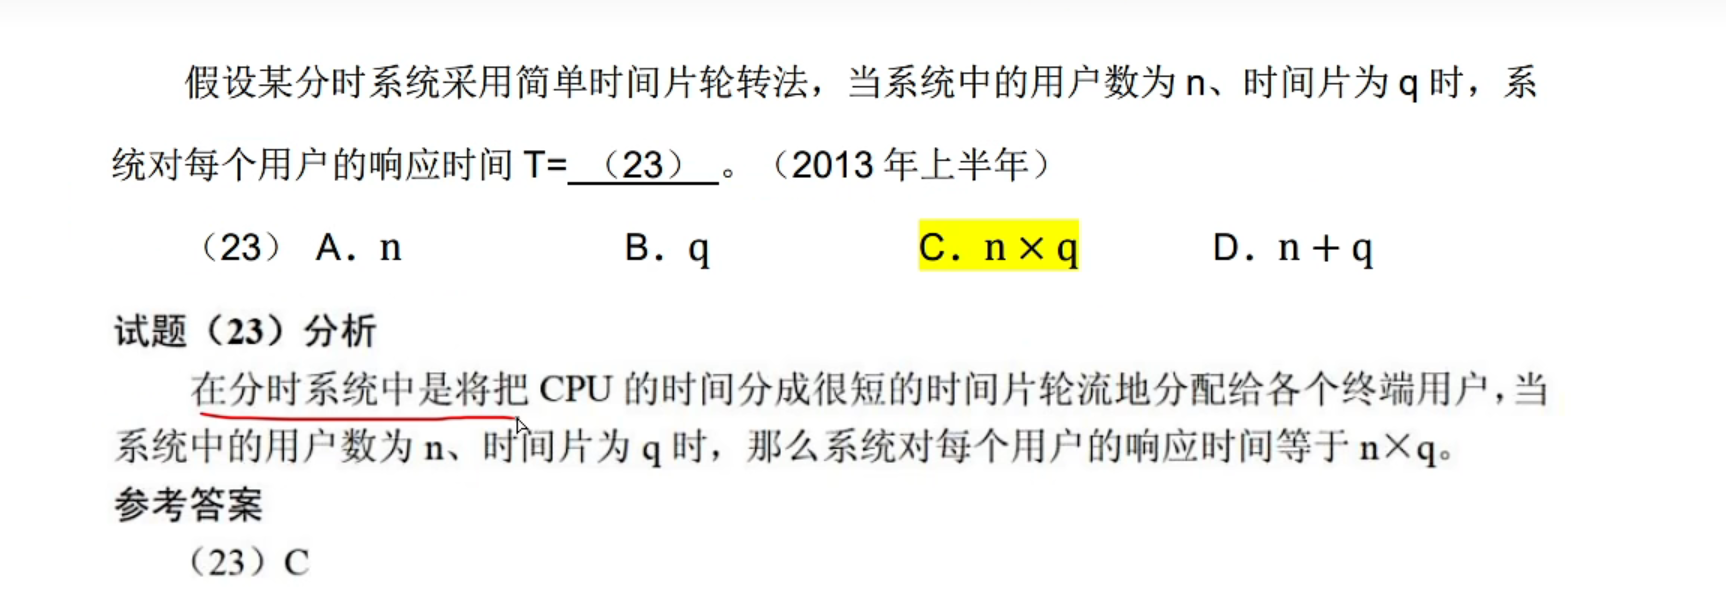 假设某分时系统采用简单时间片轮转法，当系统中的用户数为 n、时间片为 q 时，系
统对每个用户的响应时间 T=（23）。（2013 年上半年）
（23） A．n B．q C．n×q D．n+q
试题（23）分析
在分时系统中是将把 CPU 的时间分成很短的时间片轮流地分配给各个终端用户，当
系统中的用户数为 n、时间片为 q 时，那么系统对每个用户的响应时间等于 n×q。
参考答案
（23）C